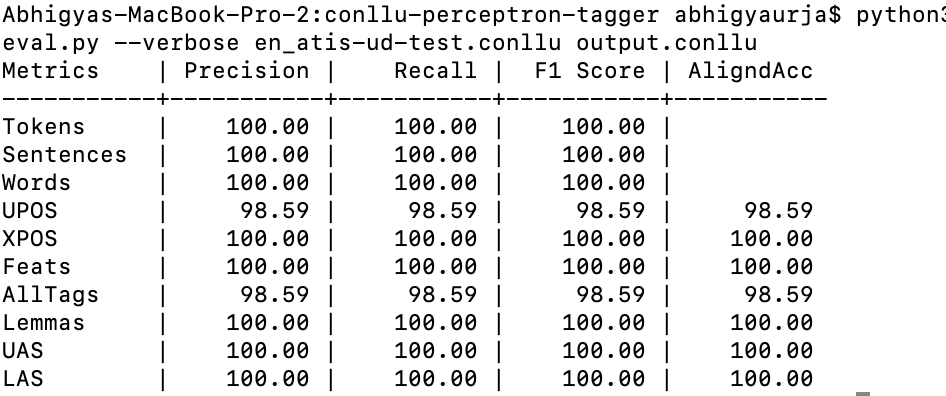 Abhigyas-MacBook-Pro-2:conllu-perceptron-tagger abhigyaurja$ python3
eval.py --verbose en_atis-ud-test.conllu output.conllu
Metrics    | Precision |    Recall |  F1 Score | AligndAcc
-----------+-----------+-----------+-----------+-----------
Tokens     |    100.00 |    100.00 |    100.00 |
Sentences  |    100.00 |    100.00 |    100.00 |
Words      |    100.00 |    100.00 |    100.00 |
UPOS       |     98.59 |     98.59 |     98.59 |     98.59
XPOS       |    100.00 |    100.00 |    100.00 |    100.00
Feats      |    100.00 |    100.00 |    100.00 |    100.00
AllTags    |     98.59 |     98.59 |     98.59 |     98.59
Lemmas     |    100.00 |    100.00 |    100.00 |    100.00
UAS        |    100.00 |    100.00 |    100.00 |    100.00
LAS        |    100.00 |    100.00 |    100.00 |    100.00